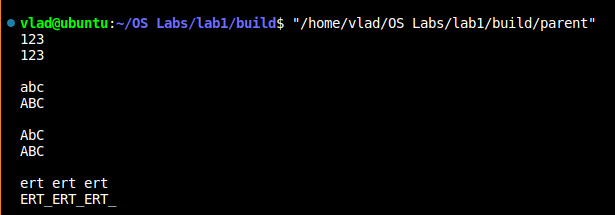 vlad@ubuntu:~/OS Labs/lab1/build$ "/home/vlad/OS Labs/lab1/build/parent"
123
123
abc
ABC
AbC
ABC
ert ert ert
ERT_ERT_ERT_